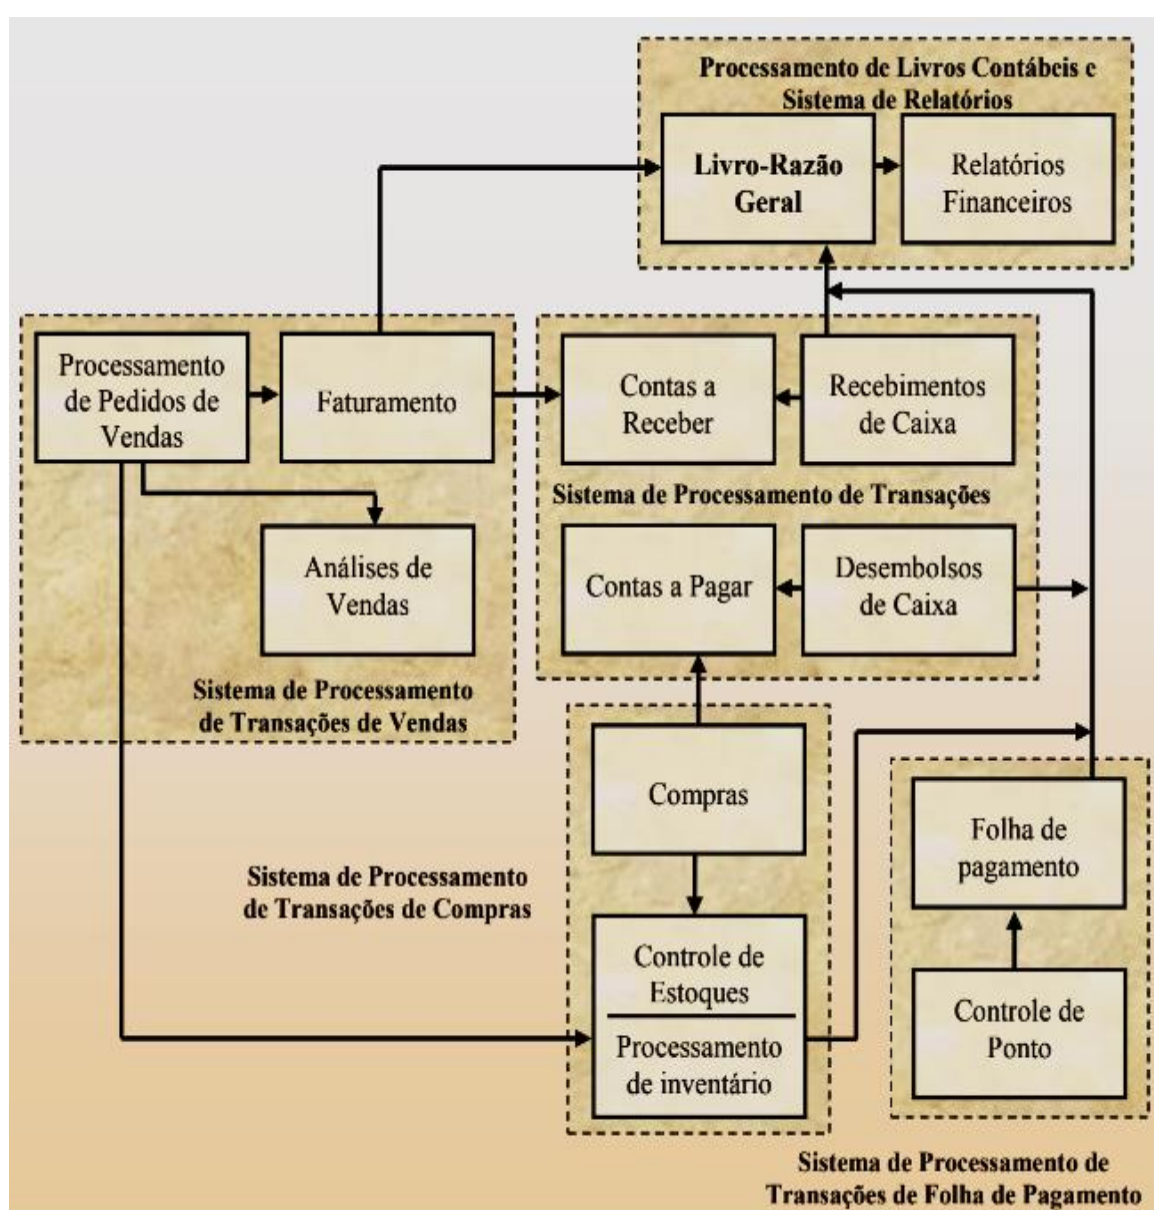 Processamento de Livros Contábeis e
Sistema de Relatórios
Livro-Razão
Geral
Relatórios
Financeiros
Processamento
de Pedidos de
Vendas
Faturamento
Contas a
Receber
Recebimentos
de Caixa
Sistema de Processamento de Transações
Análises de
Vendas
Contas a Pagar
Desembolsos
de Caixa
Sistema de Processamento
de Transações de Vendas
Compras
Sistema de Processamento
de Transações de Compras
Folha de
pagamento
Controle de
Estoques
Processamento
de inventário
Controle de
Ponto
Sistema de Processamento de
Transações de Folha de Pagamento